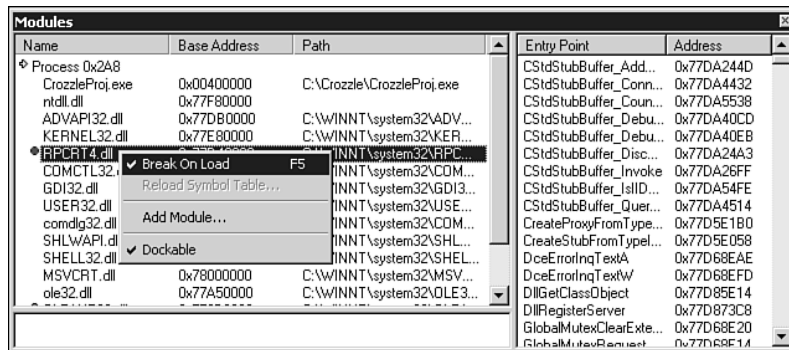 Modules
Name Base Address Path
Process 0x2A8
CrozzleProj.exe 0x00400000 C:\Crozzle\CrozzleProj.exe
ntdll.dll 0x77F80000
ADVAPI32.dll 0x77DB0000 C:\WINNT\system32\ADV...
KERNEL32.dll 0x77E80000 C:\WINNT\system32\KER...
RPCRT4.dll INNT\system32\RPC...
COMCTL32. INNT\system32\COM...
GDI32.dll INNT\system32\GDI3...
USER32.dll INNT\system32\USE...
comdlg32.dll INNT\system32\COM...
SHLWAPI.dll INNT\system32\SHL...
SHELL32.dll INNT\system32\SHEL...
MSVCRT.dll 0x78000000 C:\WINNT\system32\MSV...
ole32.dll 0x77A50000 C:\WINNT\system32\OLE3...
Break On Load F5
Reload Symbol Table...
Add Module...
Dockable
Entry Point Address
CStdStubBuffer_Add... 0x77DA244D
CStdStubBuffer_Conn... 0x77DA4432
CStdStubBuffer_Coun... 0x77DA5538
CStdStubBuffer_Debu... 0x77DA40CD
CStdStubBuffer_Debu... 0x77DA40EB
CStdStubBuffer_Disc... 0x77DA24A3
CStdStubBuffer_Invoke 0x77DA26FF
CStdStubBuffer_IsIID... 0x77DA54FE
CStdStubBuffer_Quer... 0x77DA4514
CreateProxyFromType... 0x77D5E1B0
CreateStubFromTypeI... 0x77D5E058
DceErrorInqTextA 0x77D68EAE
DceErrorInqTextW 0x77D68EFD
DllGetClassObject 0x77D85E14
DllRegisterServer 0x77D873C8
GlobalMutexClearExte... 0x77D68E20
GlobalMutexRequest 0x77D68F14